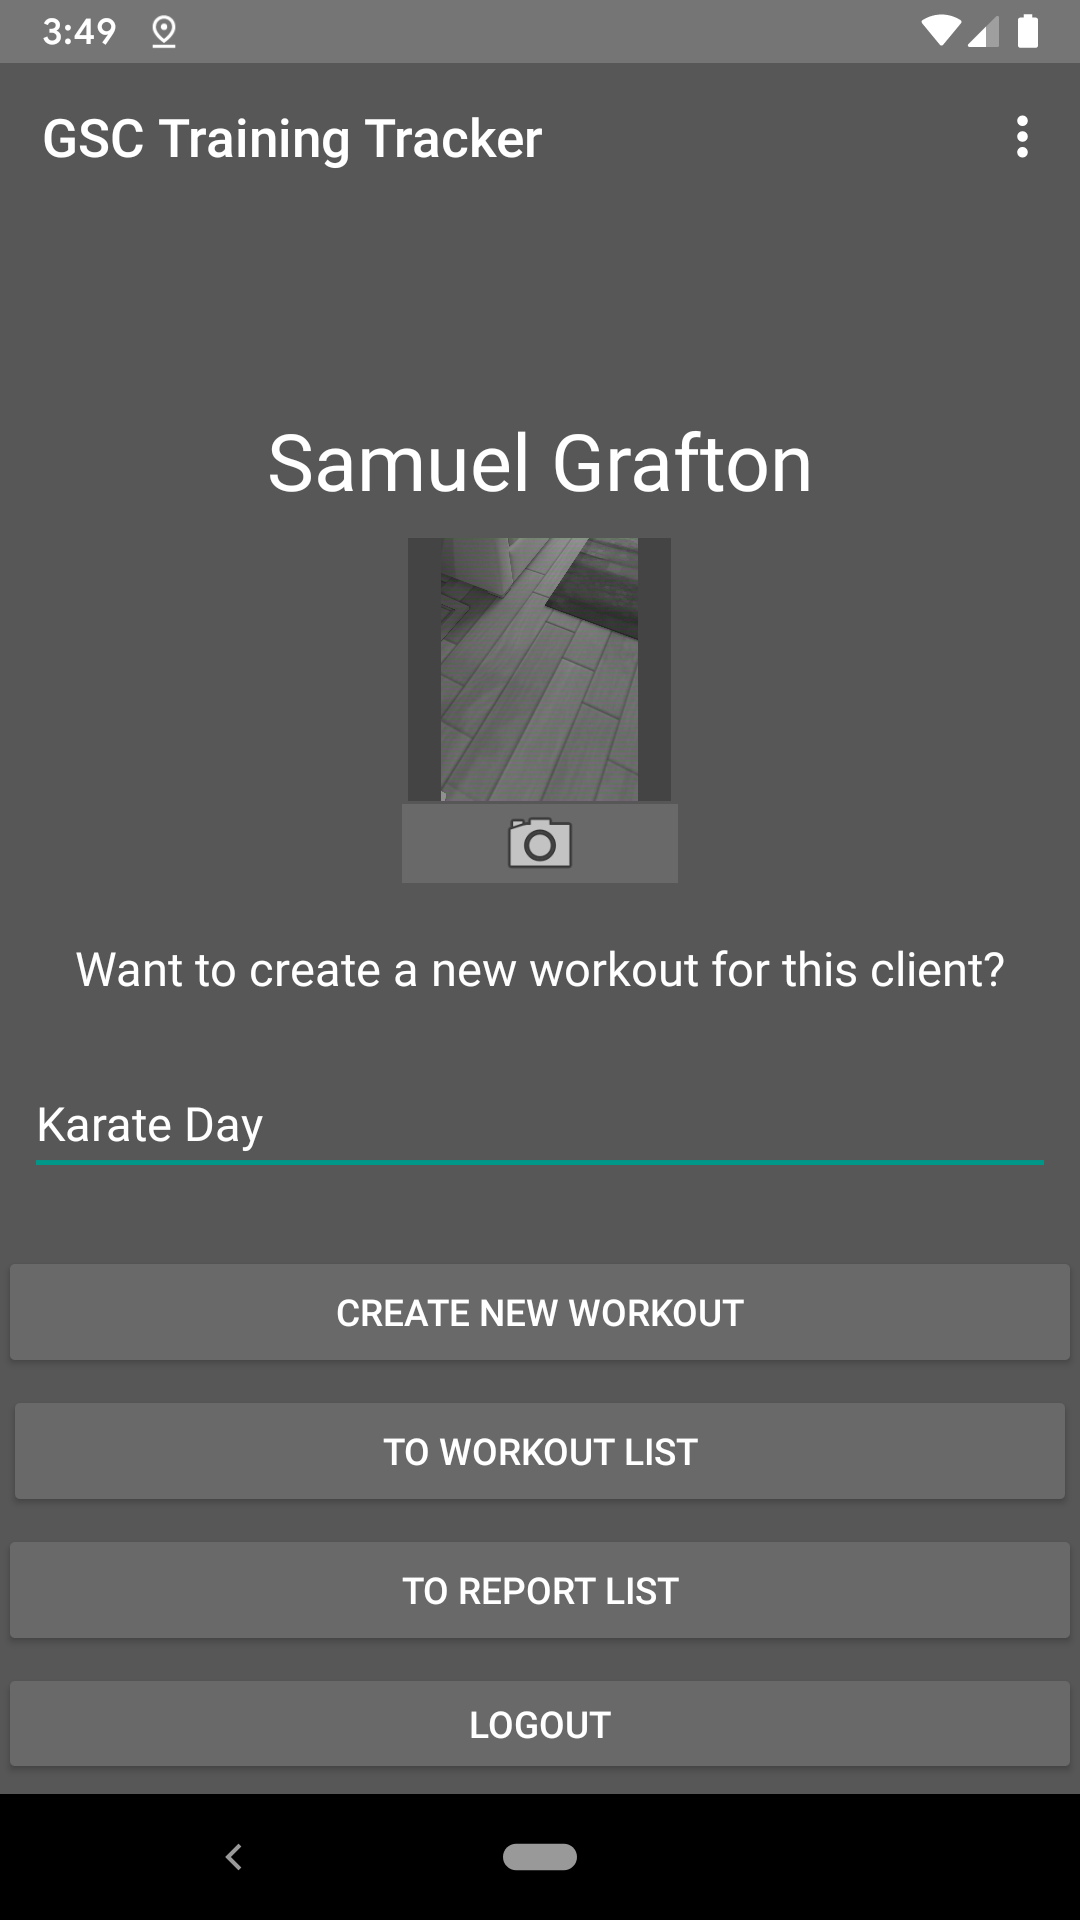 3:49
GSC Training Tracker
Samuel Grafton
Want to create a new workout for this client?
Karate Day
CREATE NEW WORKOUT
TO WORKOUT LIST
TO REPORT LIST
LOGOUT